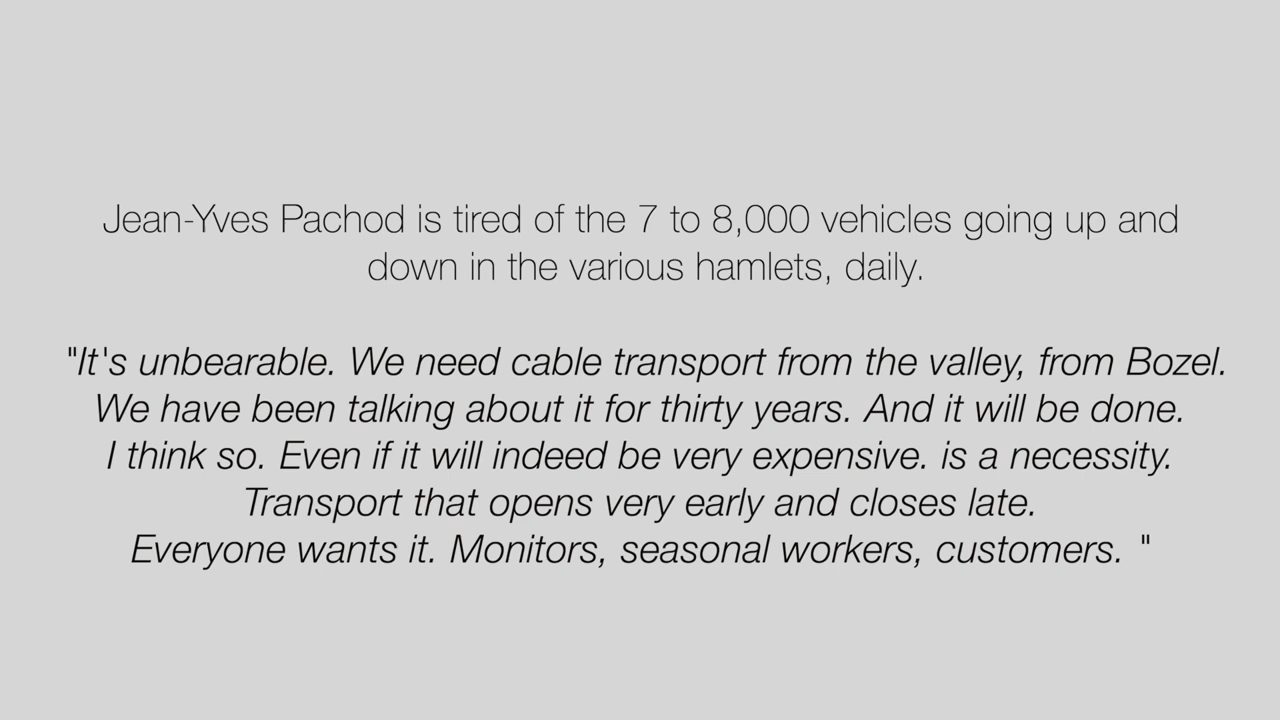 Jean-Yves Pachod is tired of the 7 to 8,000 vehicles going up and
down in the various hamlets, daily.
"It's unbearable. We need cable transport from the valley, from Bozel.
We have been talking about it for thirty years. And it will be done.
I think so. Even if it will indeed be very expensive. is a necessity.
Transport that opens very early and closes late.
Everyone wants it. Monitors, seasonal workers, customers. "